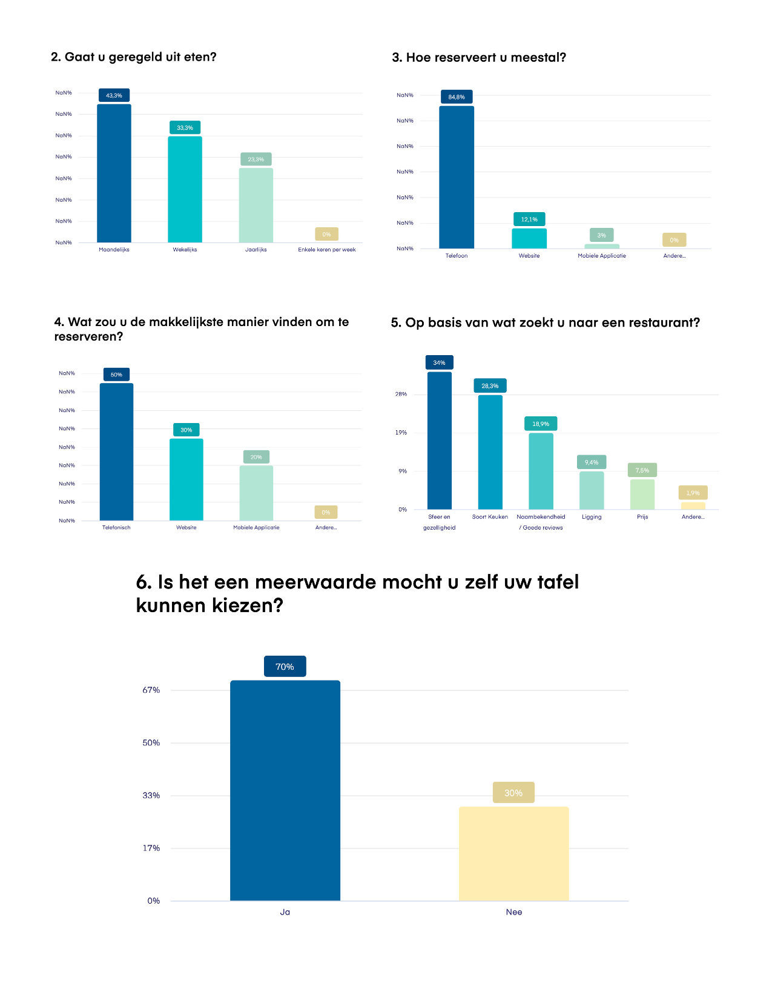 2. Gaat u geregeld uit eten?
NaN%
NaN%
NaN%
NaN%
NaN%
NaN%
NaN%
NaN%
43,3%
33,3%
23,3%
0%
Maandelijks
Wekelijks
Jaarlijks
Enkele keren per week
3. Hoe reserveert u meestal?
NaN%
NaN%
NaN%
NaN%
NaN%
NaN%
NaN%
84,8%
12,1%
3%
0%
Telefoon
Website
Mobiele Applicatie
Andere...
4. Wat zou u de makkelijkste manier vinden om te
reserveren?
NaN%
NaN%
NaN%
NaN%
NaN%
NaN%
NaN%
NaN%
NaN%
50%
30%
20%
0%
Telefonisch
Website
Mobiele Applicatie
Andere...
5. Op basis van wat zoekt u naar een restaurant?
28%
19%
9%
0%
34%
28,3%
18,9%
9,4%
7,5%
1,9%
Sfeer en
gezelligheid
Soort Keuken
Naambekendheid
/ Goede reviews
Ligging
Prijs
Andere...
6. Is het een meerwaarde mocht u zelf uw tafel
kunnen kiezen?
67%
50%
33%
17%
0%
70%
30%
Ja
Nee